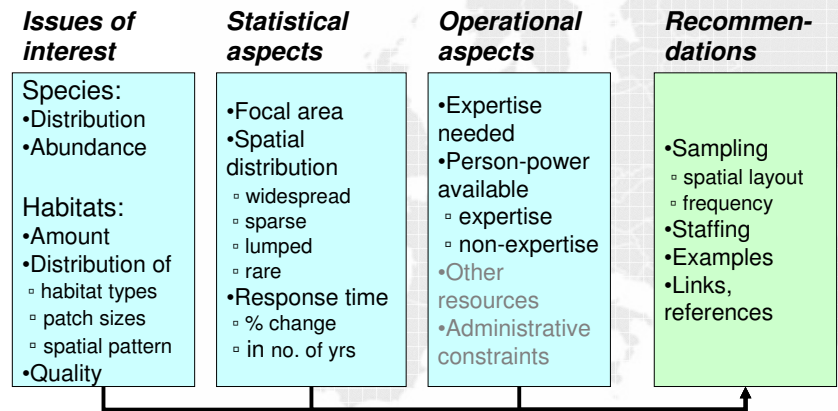 Issues of
interest
Species:
•Distribution
•Abundance
Habitats:
•Amount
•Distribution of
▫ habitat types
▫ patch sizes
▫ spatial pattern
•Quality
Statistical
aspects
•Focal area
•Spatial
distribution
▫ widespread
▫ sparse
▫ lumped
▫ rare
•Response time
▫ % change
▫ in no. of yrs
Operational
aspects
•Expertise
needed
•Person-power
available
▫ expertise
▫ non-expertise
•Other
resources
•Administrative
constraints
Recommen-
dations
•Sampling
▫ spatial layout
▫ frequency
•Staffing
•Examples
•Links,
references